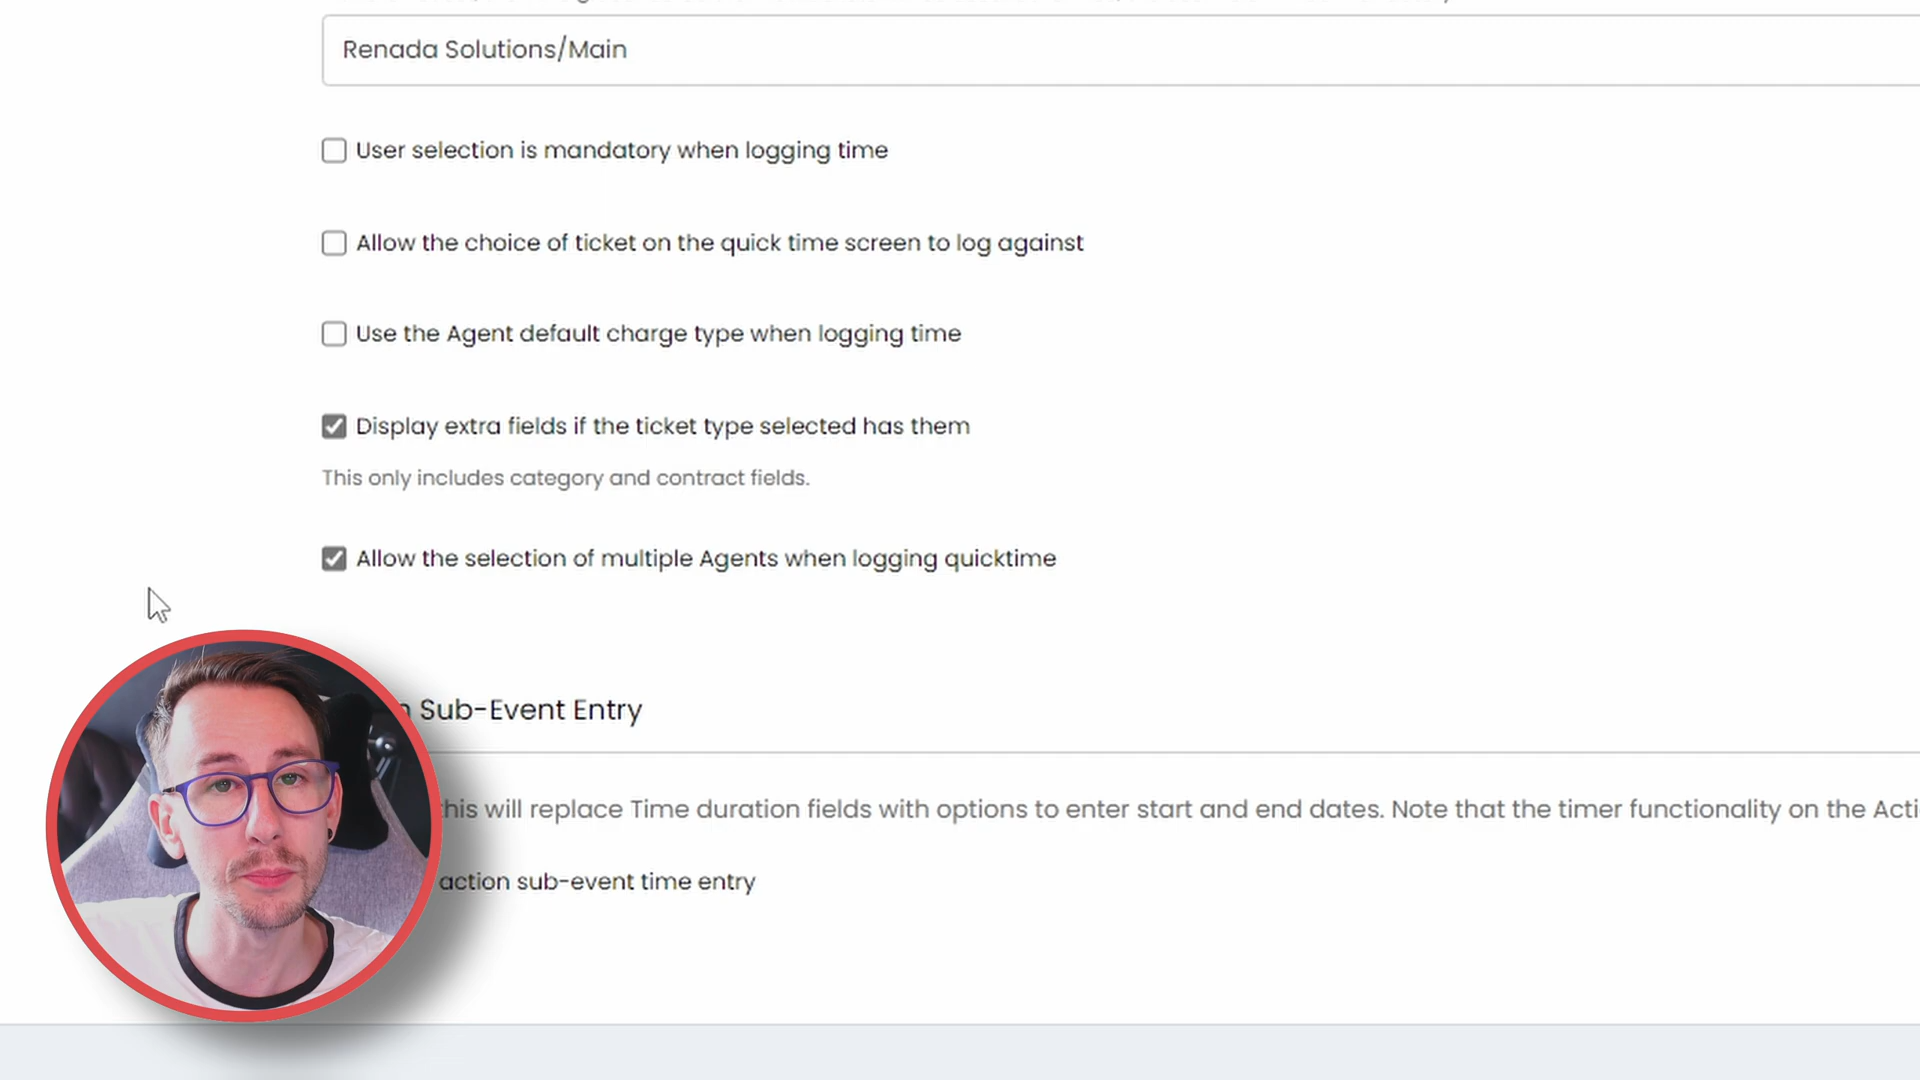 Renada Solutions/Main
User selection is mandatory when logging time
Allow the choice of ticket on the quick time screen to log against
Use the Agent default charge type when logging time
Display extra fields if the ticket type selected has them
This only includes category and contract fields.
Allow the selection of multiple Agents when logging quicktime
Sub-Event Entry
this will replace Time duration fields with options to enter start and end dates. Note that the timer functionality on the Acti
action sub-event time entry